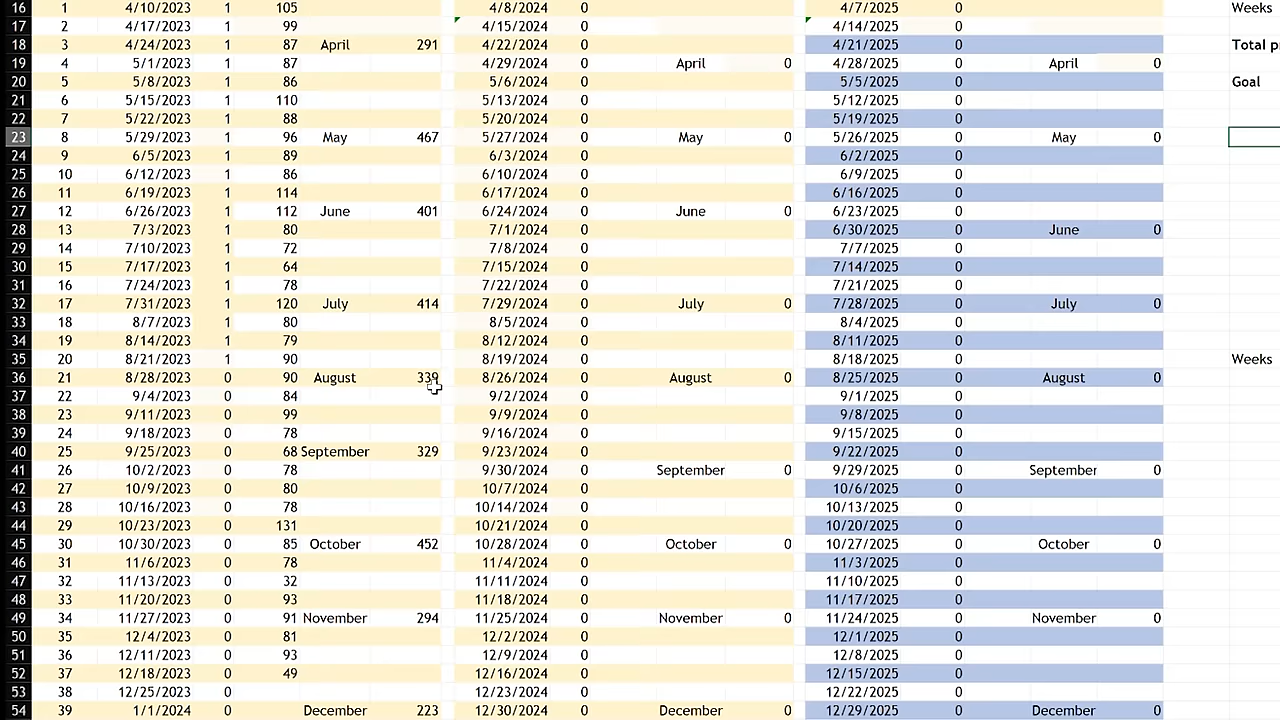 16 1 4/10/2023 1 105 4/8/2024 0 4/7/2025 0 Weeks
17 2 4/17/2023 1 99 4/15/2024 0 4/14/2025 0
18 3 4/24/2023 1 87 April 291 4/22/2024 0 4/21/2025 0 Total p
19 4 5/1/2023 1 87 4/29/2024 0 April 0 4/28/2025 0 April 0
20 5 5/8/2023 1 86 5/6/2024 0 5/5/2025 0 Goal
21 6 5/15/2023 1 110 5/13/2024 0 5/12/2025 0
22 7 5/22/2023 1 88 5/20/2024 0 5/19/2025 0
23 8 5/29/2023 1 96 May 467 5/27/2024 0 May 0 5/26/2025 0 May 0
24 9 6/5/2023 1 89 6/3/2024 0 6/2/2025 0
25 10 6/12/2023 1 86 6/10/2024 0 6/9/2025 0
26 11 6/19/2023 1 114 6/17/2024 0 6/16/2025 0
27 12 6/26/2023 1 112 June 401 6/24/2024 0 June 0 6/23/2025 0
28 13 7/3/2023 1 80 7/1/2024 0 6/30/2025 0 June 0
29 14 7/10/2023 1 72 7/8/2024 0 7/7/2025 0
30 15 7/17/2023 1 64 7/15/2024 0 7/14/2025 0
31 16 7/24/2023 1 78 7/22/2024 0 7/21/2025 0
32 17 7/31/2023 1 120 July 414 7/29/2024 0 July 0 7/28/2025 0 July 0
33 18 8/7/2023 1 80 8/5/2024 0 8/4/2025 0
34 19 8/14/2023 1 79 8/12/2024 0 8/11/2025 0
35 20 8/21/2023 1 90 8/19/2024 0 8/18/2025 0 Weeks
36 21 8/28/2023 0 90 August 339 8/26/2024 0 August 0 8/25/2025 0 August 0
37 22 9/4/2023 0 84 9/2/2024 0 9/1/2025 0
38 23 9/11/2023 0 99 9/9/2024 0 9/8/2025 0
39 24 9/18/2023 0 78 9/16/2024 0 9/15/2025 0
40 25 9/25/2023 0 68 September 329 9/23/2024 0 9/22/2025 0
41 26 10/2/2023 0 78 9/30/2024 0 September 0 9/29/2025 0 September 0
42 27 10/9/2023 0 80 10/7/2024 0 10/6/2025 0
43 28 10/16/2023 0 78 10/14/2024 0 10/13/2025 0
44 29 10/23/2023 0 131 10/21/2024 0 10/20/2025 0
45 30 10/30/2023 0 85 October 452 10/28/2024 0 October 0 10/27/2025 0 October 0
46 31 11/6/2023 0 78 11/4/2024 0 11/3/2025 0
47 32 11/13/2023 0 32 11/11/2024 0 11/10/2025 0
48 33 11/20/2023 0 93 11/18/2024 0 11/17/2025 0
49 34 11/27/2023 0 91 November 294 11/25/2024 0 November 0 11/24/2025 0 November 0
50 35 12/4/2023 0 81 12/2/2024 0 12/1/2025 0
51 36 12/11/2023 0 93 12/9/2024 0 12/8/2025 0
52 37 12/18/2023 0 49 12/16/2024 0 12/15/2025 0
53 38 12/25/2023 0 12/23/2024 0 12/22/2025 0
54 39 1/1/2024 0 December 223 12/30/2024 0 December 0 12/29/2025 0 December 0